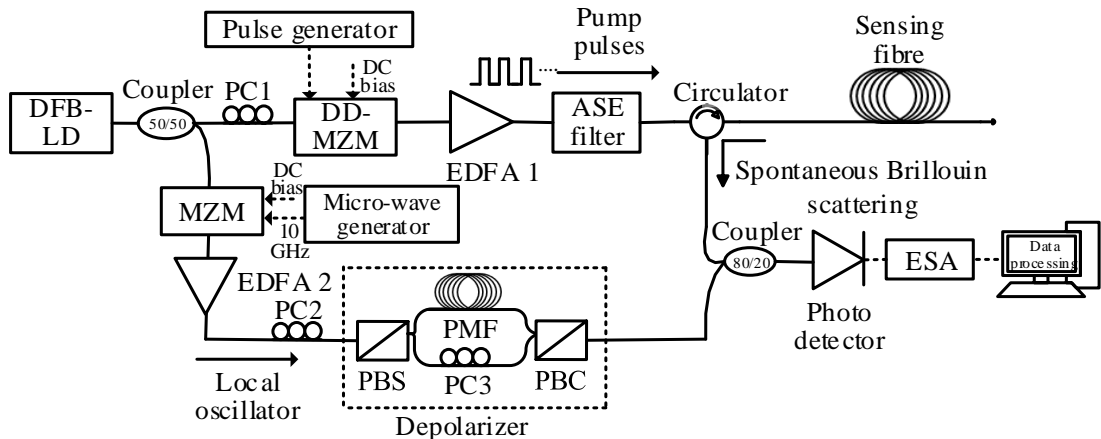 Pulse generator
DC
bias
Pump
pulses
Sensing
fibre
Coupler
PC1
DFB-
LD
50/50
DD-
MZM
EDFA 1
ASE
filter
Circulator
Spontaneous Brillouin
scattering
DC
bias
MZM
10
GHz
Micro-wave
generator
EDFA 2
PC2
Local
oscillator
PBS
PMF
PC3
PBC
Depolarizer
Coupler
80/20
Photo
detector
ESA
Data
processing